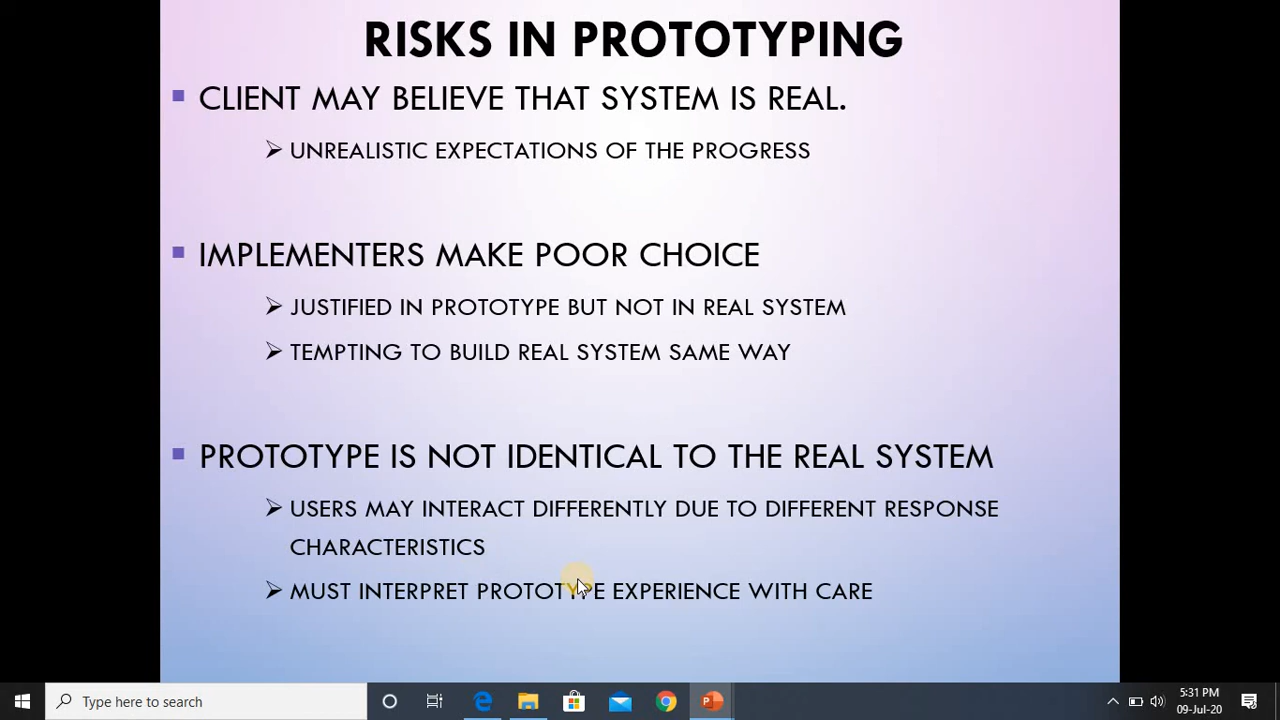 RISKS IN PROTOTYPING
CLIENT MAY BELIEVE THAT SYSTEM IS REAL.
UNREALISTIC EXPECTATIONS OF THE PROGRESS
IMPLEMENTERS MAKE POOR CHOICE
JUSTIFIED IN PROTOTYPE BUT NOT IN REAL SYSTEM
TEMPTING TO BUILD REAL SYSTEM SAME WAY
PROTOTYPE IS NOT IDENTICAL TO THE REAL SYSTEM
USERS MAY INTERACT DIFFERENTLY DUE TO DIFFERENT RESPONSE
CHARACTERISTICS
MUST INTERPRET PROTOTYPE EXPERIENCE WITH CARE
Type here to search
5:31 PM
09-Jul-20